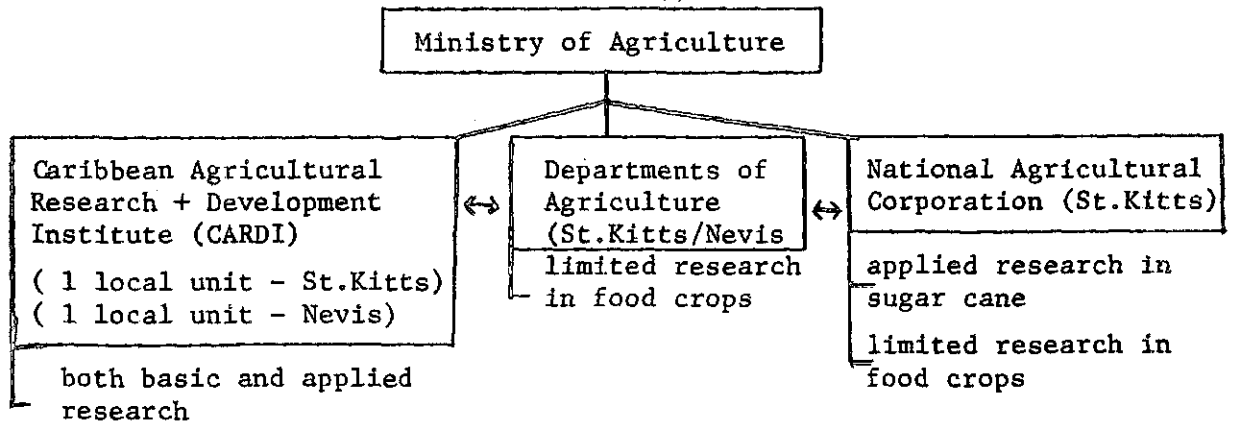 Ministry of Agriculture
Caribbean Agricultural
Research + Development
Institute (CARDI)
( 1 local unit - St.Kitts)
( 1 local unit - Nevis)
both basic and applied
research
Departments of
Agriculture
(St.Kitts/Nevis
limited research
in food crops
National Agricultural
Corporation (St.Kitts)
applied research in
sugar cane
limited research in
food crops